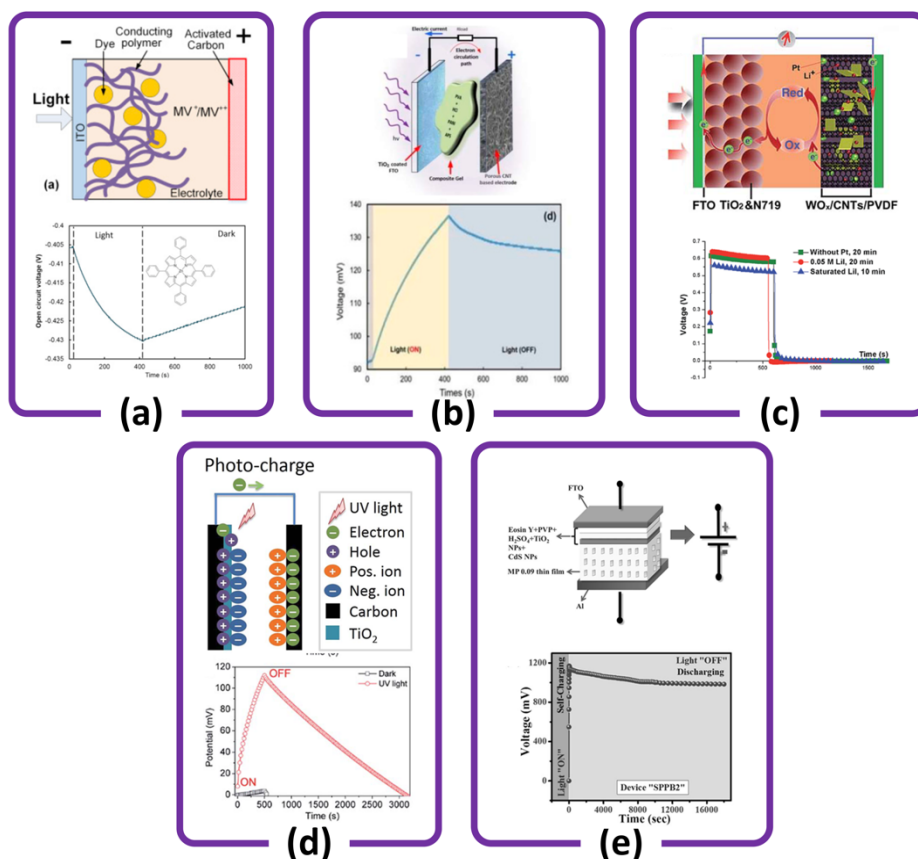 Conducting
polymer
Dye
Activated
Carbon
-
+
Light
ITO
MV⁺/MV⁺⁺
(a)
Electrolyte
Open circuit voltage (V)
-0.4
-0.405
-0.41
-0.415
-0.42
-0.425
-0.43
-0.435
Light
Dark
0
200
400
600
800
1000
Time (s)
(a)
Electric current
Electron
circulation
path
-
+
hν
TiO₂ coated
FTO
Composite Gel
Porous CNT
based electrode
(d)
Voltage (mV)
140
130
120
110
100
90
Light (ON)
Light (OFF)
0
200
400
600
800
1000
Times (s)
(b)
Pt
Li⁺
Red
Ox
FTO TiO₂&N719
WOₓ/CNTs/PVDF
Voltage (V)
0.8
0.7
0.6
0.5
0.4
0.3
0.2
0.1
0.0
-0.1
Without Pt, 20 min
0.05 M LiI, 20 min
Saturated LiI, 10 min
Time (s)
0
500
1000
1500
(c)
Photo-charge
UV light
Electron
Hole
Pos. ion
Neg. ion
Carbon
TiO₂
Potential (mV)
120
100
80
60
40
20
0
OFF
ON
Dark
UV light
0
500
1000
1500
2000
2500
3000
Time (s)
(d)
FTO
Eosin Y+PVP+
H₂SO₄+TiO₂
NPs+
CdS NPs
MP 0.09 thin film
Al
Voltage (mV)
1200
800
400
0
Light "ON"
Self-Charging
Light "OFF"
Discharging
Device "SPPB2"
0
4000
8000
12000
16000
Time (sec)
(e)